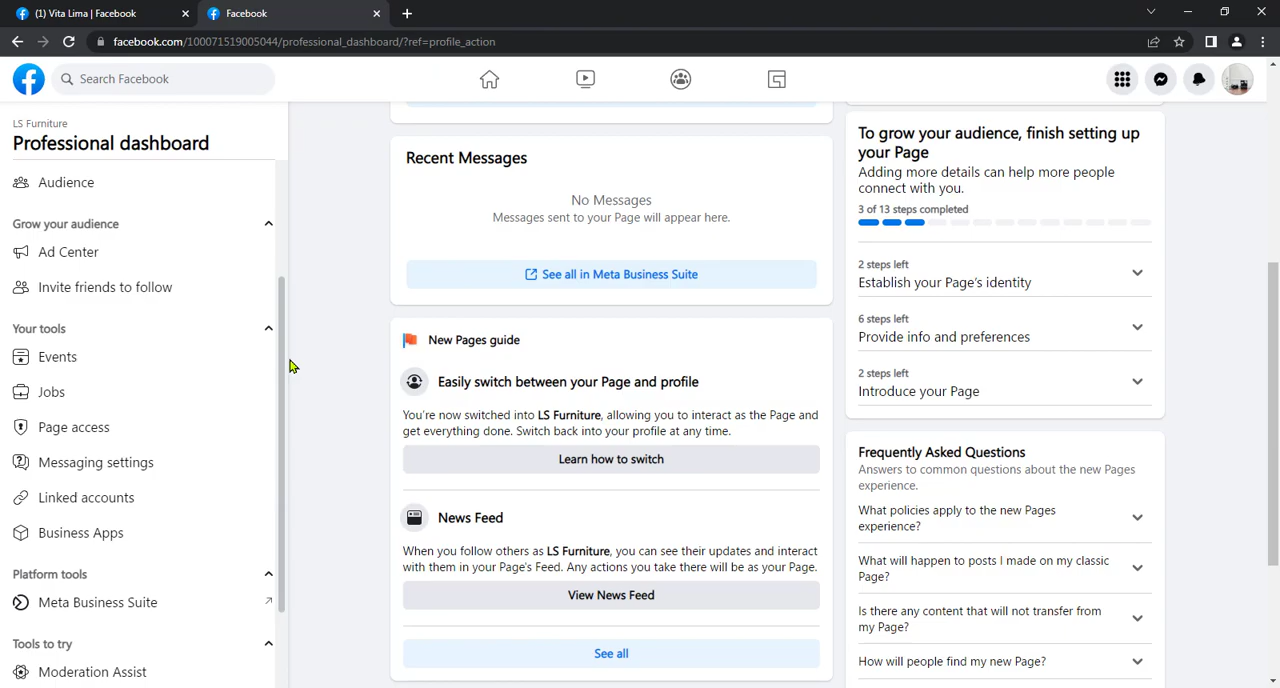 (1) Vita Lima | Facebook
Facebook
facebook.com/100071519005044/professional_dashboard/?ref=profile_action
Search Facebook
LS Furniture
Professional dashboard
Audience
Grow your audience
Ad Center
Invite friends to follow
Your tools
Events
Jobs
Page access
Messaging settings
Linked accounts
Business Apps
Platform tools
Meta Business Suite
Tools to try
Moderation Assist
Recent Messages
No Messages
Messages sent to your Page will appear here.
See all in Meta Business Suite
New Pages guide
Easily switch between your Page and profile
You're now switched into LS Furniture, allowing you to interact as the Page and
get everything done. Switch back into your profile at any time.
Learn how to switch
News Feed
When you follow others as LS Furniture, you can see their updates and interact
with them in your Page's Feed. Any actions you take there will be as your Page.
View News Feed
See all
To grow your audience, finish setting up
your Page
Adding more details can help more people
connect with you.
3 of 13 steps completed
2 steps left
Establish your Page's identity
6 steps left
Provide info and preferences
2 steps left
Introduce your Page
Frequently Asked Questions
Answers to common questions about the new Pages
experience.
What policies apply to the new Pages
experience?
What will happen to posts I made on my classic
Page?
Is there any content that will not transfer from
my Page?
How will people find my new Page?